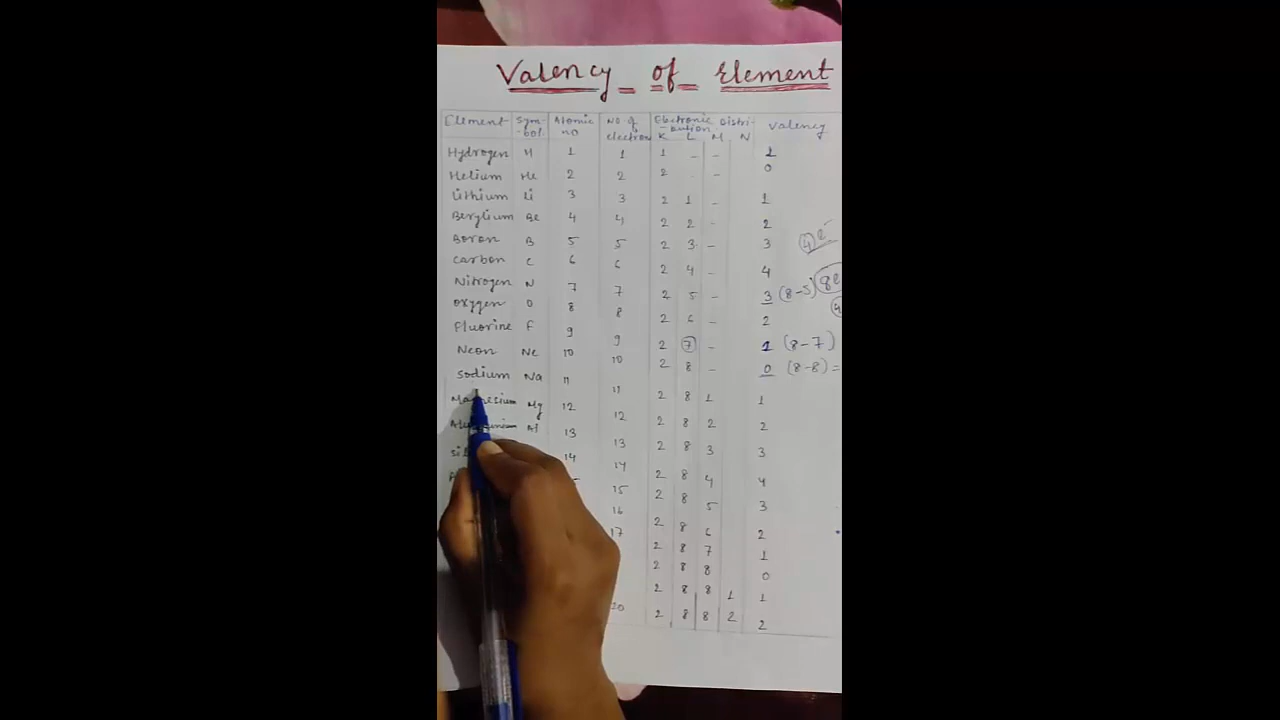 Valency of Element
Element Sym-bol Atomic no No of electron Electronic Distri-bution K L M N Valency
Hydrogen H 1 1 1 - - 1
Helium He 2 2 2 - 0
Lithium Li 3 3 2 1 - 1
Berylium Be 4 4 2 2 - 2
Boron B 5 5 2 3 - 3
Carbon C 6 6 2 4 - 4
Nitrogen N 7 7 2 5 - 3 (8-5)
Oxygen O 8 8 2 6 - 2
Fluorine F 9 9 2 7 - 1 (8-7)
Neon Ne 10 10 2 8 - 0 (8-8) =
Sodium Na 11 11 2 8 1 1
Mg 12 12 2 8 2 2
Al 13 13 2 8 3 3
14 14 2 8 4 4
15 2 8 5 3
16 2 8 6 2
17 2 8 7 1
2 8 8 0
2 8 8 1 1
20 2 8 8 2 2